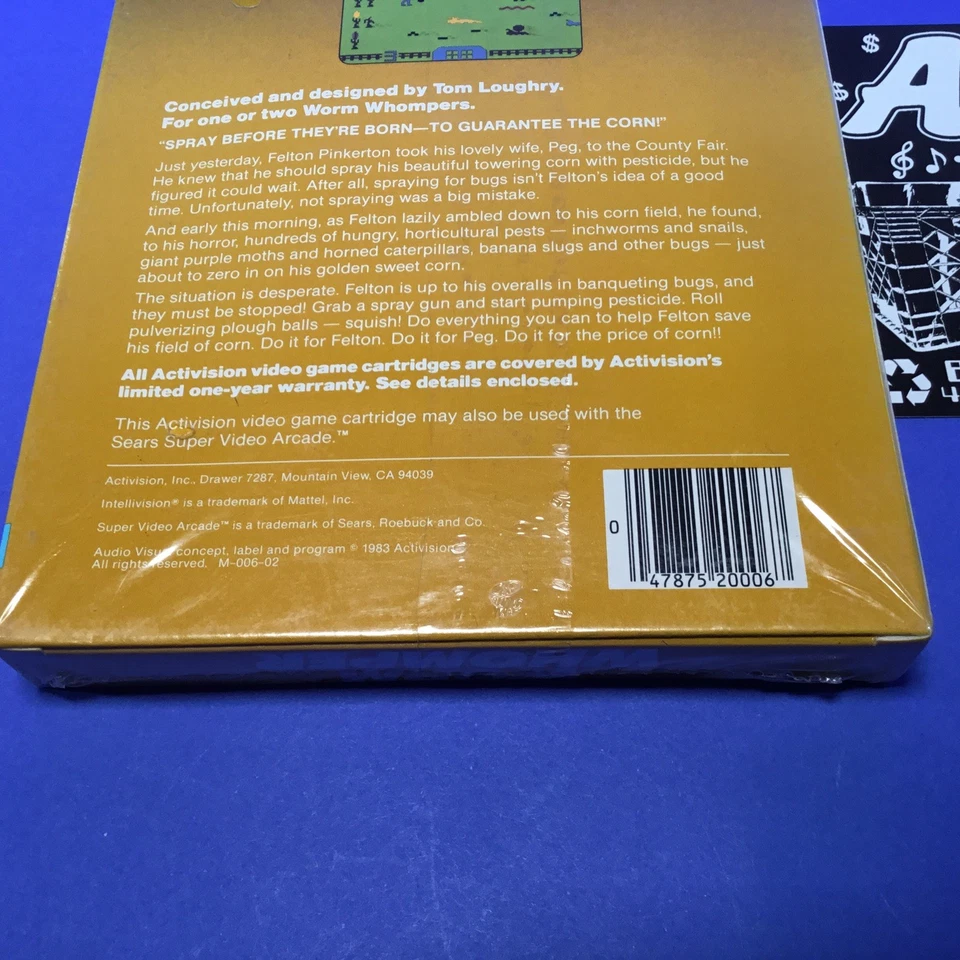 Conceived and designed by Tom Loughry.
For one or two Worm Whompers.
"SPRAY BEFORE THEY'RE BORN—TO GUARANTEE THE CORN!"
Just yesterday, Felton Pinkerton took his lovely wife, Peg, to the County Fair.
He knew that he should spray his beautiful towering corn with pesticide, but he
figured it could wait. After all, spraying for bugs isn't Felton's idea of a good
time. Unfortunately, not spraying was a big mistake.
And early this morning, as Felton lazily ambled down to his corn field, he found,
to his horror, hundreds of hungry, horticultural pests — inchworms and snails,
giant purple moths and horned caterpillars, banana slugs and other bugs — just
about to zero in on his golden sweet corn.
The situation is desperate. Felton is up to his overalls in banqueting bugs, and
they must be stopped! Grab a spray gun and start pumping pesticide. Roll
pulverizing plough balls — squish! Do everything you can to help Felton save
his field of corn. Do it for Felton. Do it for Peg. Do it for the price of corn!!
All Activision video game cartridges are covered by Activision's
limited one-year warranty. See details enclosed.
This Activision video game cartridge may also be used with the
Sears Super Video Arcade.™
Activision, Inc., Drawer 7287, Mountain View, CA 94039
Intellivision® is a trademark of Mattel, Inc.
Super Video Arcade™ is a trademark of Sears, Roebuck and Co.
Audio Visual concept, label and program © 1983 Activision
All rights reserved. M-006-02
0 47875 20006
$ A
$